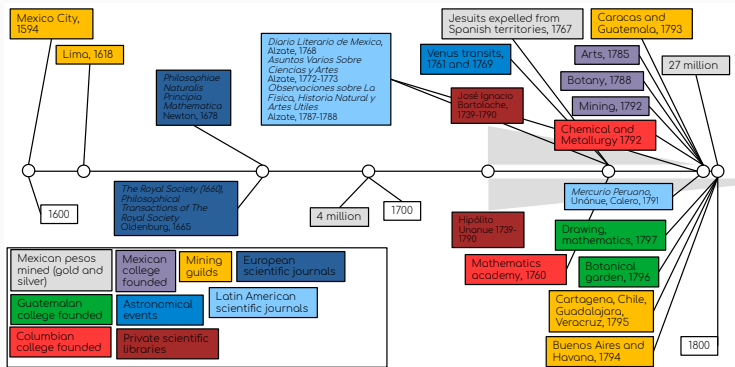 Mexico City,
1594
Lima, 1618
Philosophiae
Naturalis
Principia
Mathematica
Newton, 1678
Diario Literario de Mexico,
Alzate, 1768
Asuntos Varios Sobre
Ciencias y Artes
Alzate, 1772-1773
Observaciones sobre La
Física, Historia Natural y
Artes Utiles
Alzate, 1787-1788
Jesuits expelled from
Spanish territories, 1767
Venus transits,
1761 and 1769
José Ignacio
Bartolache,
1739-1790
Caracas and
Guatemala, 1793
Arts, 1785
Botany, 1788
Mining, 1792
Chemical and
Metallurgy 1792
27 million
1600
The Royal Society (1660),
Philosophical
Transactions of The
Royal Society
Oldenburg, 1665
4 million
1700
Hipólito
Unanue 1739-
1790
Mathematics
academy, 1760
Mercurio Peruano,
Unánue, Calero, 1791
Drawing,
mathematics, 1797
Botanical
garden, 1796
Cartagena, Chile,
Guadalajara,
Veracruz, 1795
Buenos Aires and
Havana, 1794
1800
Mexican pesos
mined (gold and
silver)
Mexican
college
founded
Mining
guilds
European
scientific journals
Guatemalan
college founded
Astronomical
events
Latin American
scientific journals
Columbian
college founded
Private scientific
libraries